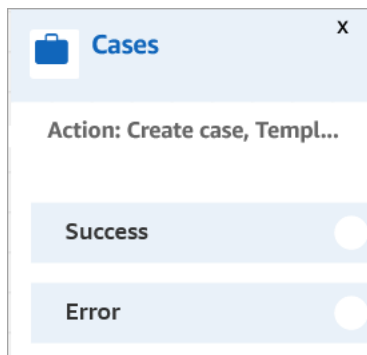 X
Cases
Action: Create case, Templ...
Success
Error